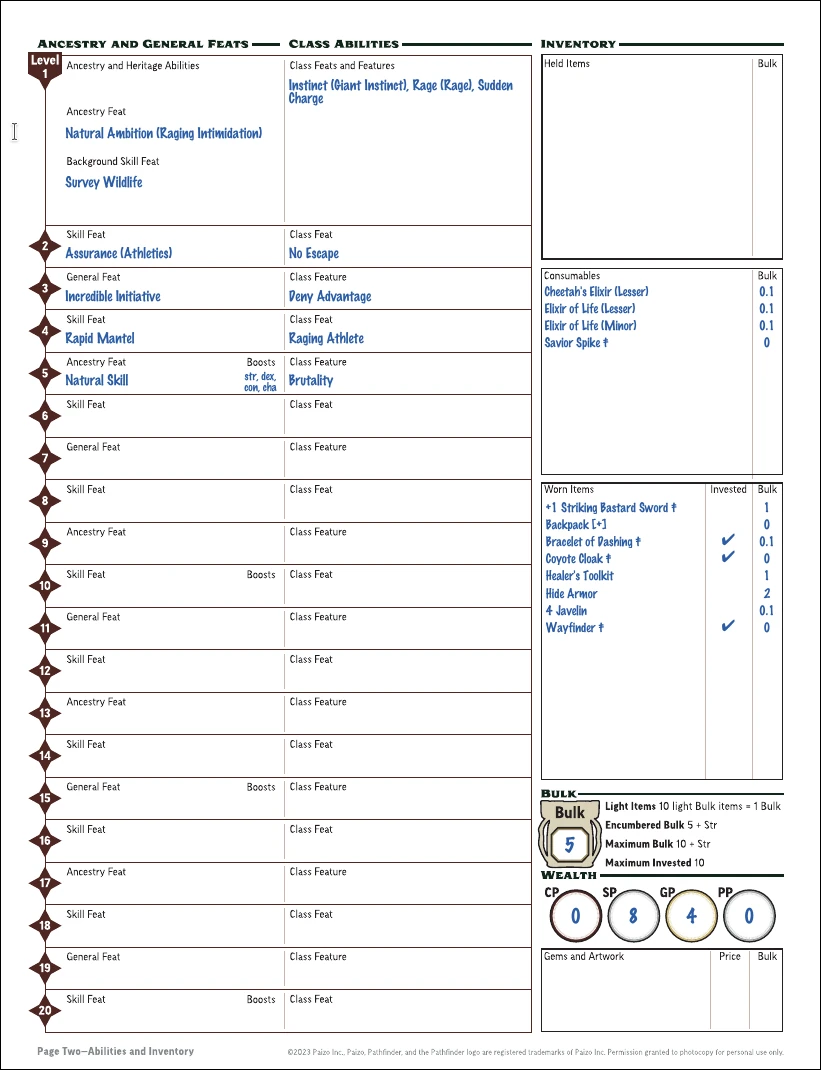 Ancestry and General Feats
Class Abilities
Inventory
Level
1
Ancestry and Heritage Abilities
Ancestry Feat
Natural Ambition (Raging Intimidation)
Background Skill Feat
Survey Wildlife
Class Feats and Features
Instinct (Giant Instinct), Rage (Rage), Sudden
Charge
2
Skill Feat
Assurance (Athletics)
Class Feat
No Escape
3
General Feat
Incredible Initiative
Class Feature
Deny Advantage
4
Skill Feat
Rapid Mantel
Class Feat
Raging Athlete
5
Ancestry Feat
Natural Skill
Boosts
str, dex,
con, cha
Class Feature
Brutality
6
Skill Feat
Class Feat
7
General Feat
Class Feature
8
Skill Feat
Class Feat
9
Ancestry Feat
Class Feature
10
Skill Feat
Boosts
Class Feat
11
General Feat
Class Feature
12
Skill Feat
Class Feat
13
Ancestry Feat
Class Feature
14
Skill Feat
Class Feat
15
General Feat
Boosts
Class Feature
16
Skill Feat
Class Feat
17
Ancestry Feat
Class Feature
18
Skill Feat
Class Feat
19
General Feat
Class Feature
20
Skill Feat
Boosts
Class Feat
Held Items Bulk
Consumables Bulk
Cheetah's Elixir (Lesser) 0.1
Elixir of Life (Lesser) 0.1
Elixir of Life (Minor) 0.1
Savior Spike ‡ 0
Worn Items Invested Bulk
+1 Striking Bastard Sword ‡ 1
Backpack [+] 0
Bracelet of Dashing ‡ ✔ 0.1
Coyote Cloak ‡ ✔ 0
Healer's Toolkit 1
Hide Armor 2
4 Javelin 0.1
Wayfinder ‡ ✔ 0
Bulk
Bulk
5
Light Items 10 light Bulk items = 1 Bulk
Encumbered Bulk 5 + Str
Maximum Bulk 10 + Str
Maximum Invested 10
Wealth
CP SP GP PP
0 8 4 0
Gems and Artwork Price Bulk
Page Two—Abilities and Inventory
©2023 Paizo Inc., Paizo, Pathfinder, and the Pathfinder logo are registered trademarks of Paizo Inc. Permission granted to photocopy for personal use only.